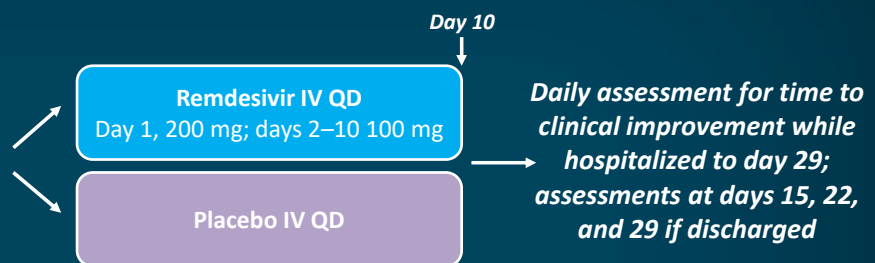 Day 10
Remdesivir IV QD
Day 1, 200 mg; days 2–10 100 mg
Placebo IV QD
Daily assessment for time to
clinical improvement while
hospitalized to day 29;
assessments at days 15, 22,
and 29 if discharged